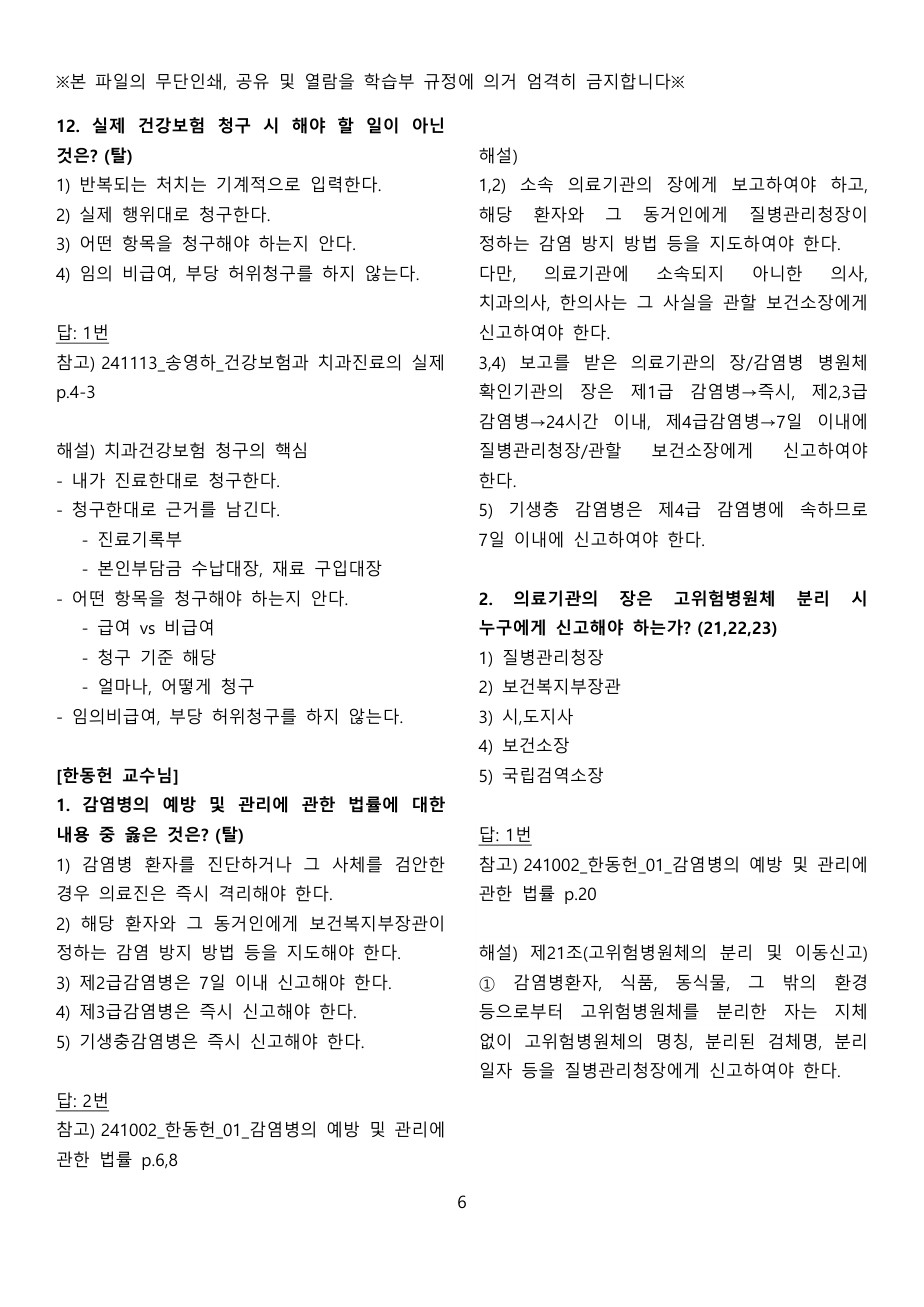 ※본 파일의 무단인쇄, 공유 및 열람을 학습부 규정에 의거 엄격히 금지합니다※
12. 실제 건강보험 청구 시 해야 할 일이 아닌
것은? (탈)
1) 반복되는 처치는 기계적으로 입력한다.
2) 실제 행위대로 청구한다.
3) 어떤 항목을 청구해야 하는지 안다.
4) 임의 비급여, 부당 허위청구를 하지 않는다.
답: 1번
참고) 241113_송영하_건강보험과 치과진료의 실제
p.4-3
해설) 치과건강보험 청구의 핵심
- 내가 진료한대로 청구한다.
- 청구한대로 근거를 남긴다.
- 진료기록부
- 본인부담금 수납대장, 재료 구입대장
- 어떤 항목을 청구해야 하는지 안다.
- 급여 vs 비급여
- 청구 기준 해당
- 얼마나, 어떻게 청구
- 임의비급여, 부당 허위청구를 하지 않는다.
[한동헌 교수님]
1. 감염병의 예방 및 관리에 관한 법률에 대한
내용 중 옳은 것은? (탈)
1) 감염병 환자를 진단하거나 그 사체를 검안한
경우 의료진은 즉시 격리해야 한다.
2) 해당 환자와 그 동거인에게 보건복지부장관이
정하는 감염 방지 방법 등을 지도해야 한다.
3) 제2급감염병은 7일 이내 신고해야 한다.
4) 제3급감염병은 즉시 신고해야 한다.
5) 기생충감염병은 즉시 신고해야 한다.
답: 2번
참고) 241002_한동헌_01_감염병의 예방 및 관리에
관한 법률 p.6,8
해설)
1,2) 소속 의료기관의 장에게 보고하여야 하고,
해당 환자와 그 동거인에게 질병관리청장이
정하는 감염 방지 방법 등을 지도하여야 한다.
다만, 의료기관에 소속되지 아니한 의사,
치과의사, 한의사는 그 사실을 관할 보건소장에게
신고하여야 한다.
3,4) 보고를 받은 의료기관의 장/감염병 병원체
확인기관의 장은 제1급 감염병→즉시, 제2,3급
감염병→24시간 이내, 제4급감염병→7일 이내에
질병관리청장/관할 보건소장에게 신고하여야
한다.
5) 기생충 감염병은 제4급 감염병에 속하므로
7일 이내에 신고하여야 한다.
2. 의료기관의 장은 고위험병원체 분리 시
누구에게 신고해야 하는가? (21,22,23)
1) 질병관리청장
2) 보건복지부장관
3) 시,도지사
4) 보건소장
5) 국립검역소장
답: 1번
참고) 241002_한동헌_01_감염병의 예방 및 관리에
관한 법률 p.20
해설) 제21조(고위험병원체의 분리 및 이동신고)
① 감염병환자, 식품, 동식물, 그 밖의 환경
등으로부터 고위험병원체를 분리한 자는 지체
없이 고위험병원체의 명칭, 분리된 검체명, 분리
일자 등을 질병관리청장에게 신고하여야 한다.
6